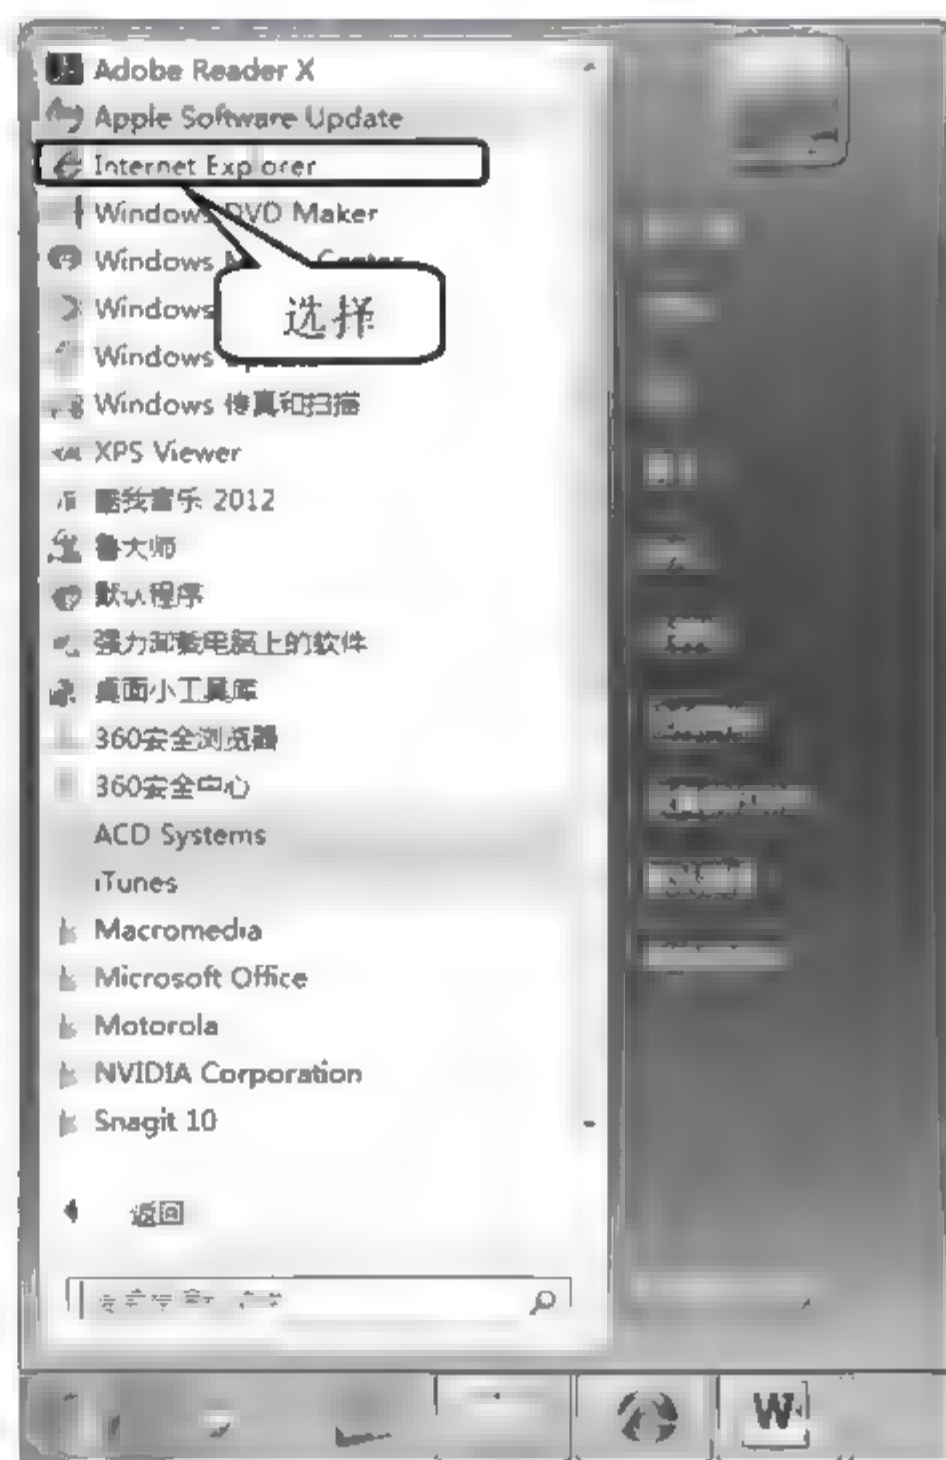 Adobe Reader X
Apple Software Update
Internet Explorer
Windows DVD Maker
Windows Center
选择
Windows
Windows Update
Windows 传真和扫描
XPS Viewer
酷我音乐 2012
鲁大师
默认程序
强力卸载电脑上的软件
桌面小工具库
360安全浏览器
360安全中心
ACD Systems
iTunes
Macromedia
Microsoft Office
Motorola
NVIDIA Corporation
Snagit 10
返回
W